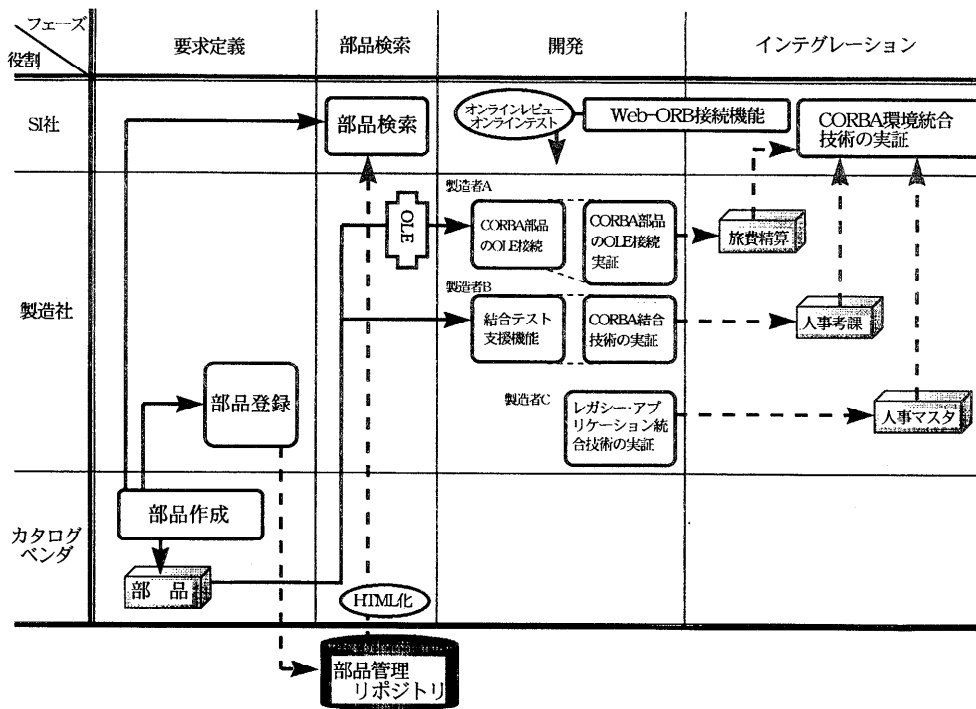 フェーズ
役割
要求定義
部品検索
開発
インテグレーション
SI社
部品検索
オンラインレビュー
オンラインテスト
Web-ORB接続機能
CORBA環境統合
技術の実証
製造社
OLE
製造者A
CORBA部品
のOLE接続
CORBA部品
のOLE接続
実証
旅費精算
製造者B
結合テスト
支援機能
CORBA結合
技術の実証
人事考課
部品登録
製造者C
レガシー・アプ
リケーション統
合技術の実証
人事マスタ
カタログ
ベンダ
部品作成
部 品
HTML化
部品管理
リポジトリ